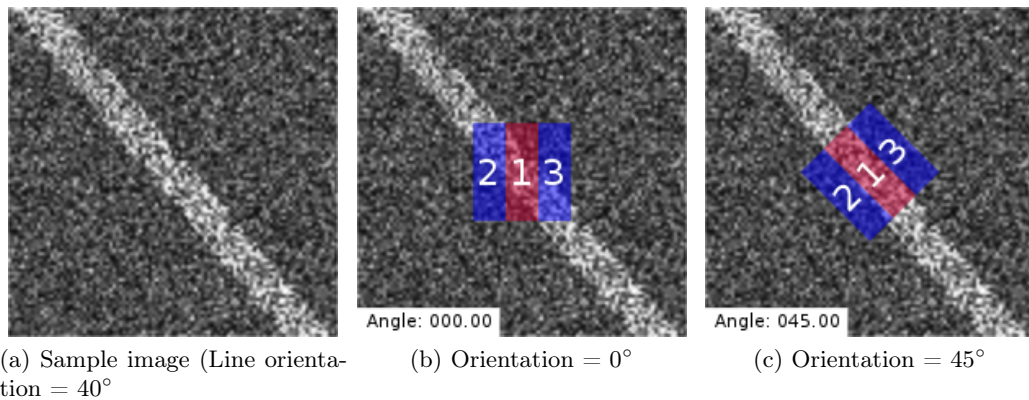 2 1 3
2 1 3
Angle: 000.00
Angle: 045.00
(a) Sample image (Line orienta-
tion = 40°
(b) Orientation = 0°
(c) Orientation = 45°